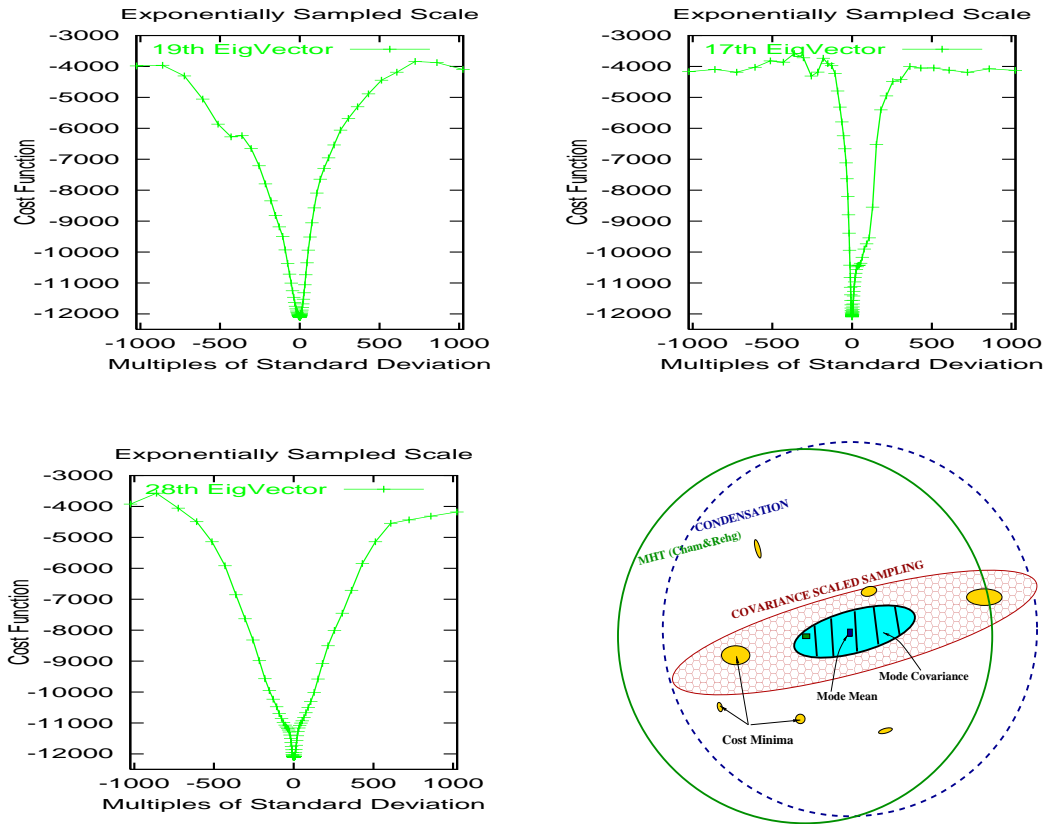 Exponentially Sampled Scale
-3000
-4000
-5000
-6000
-7000
-8000
-9000
-10000
-11000
-12000
Cost Function
19th EigVector
-1000 -500 0 500 1000
Multiples of Standard Deviation
Exponentially Sampled Scale
-3000
-4000
-5000
-6000
-7000
-8000
-9000
-10000
-11000
-12000
Cost Function
17th EigVector
-1000 -500 0 500 1000
Multiples of Standard Deviation
Exponentially Sampled Scale
-3000
-4000
-5000
-6000
-7000
-8000
-9000
-10000
-11000
-12000
Cost Function
28th EigVector
-1000 -500 0 500 1000
Multiples of Standard Deviation
CONDENSATION
MHT (Cham&Rehg)
COVARIANCE SCALED SAMPLING
Mode Covariance
Mode Mean
Cost Minima